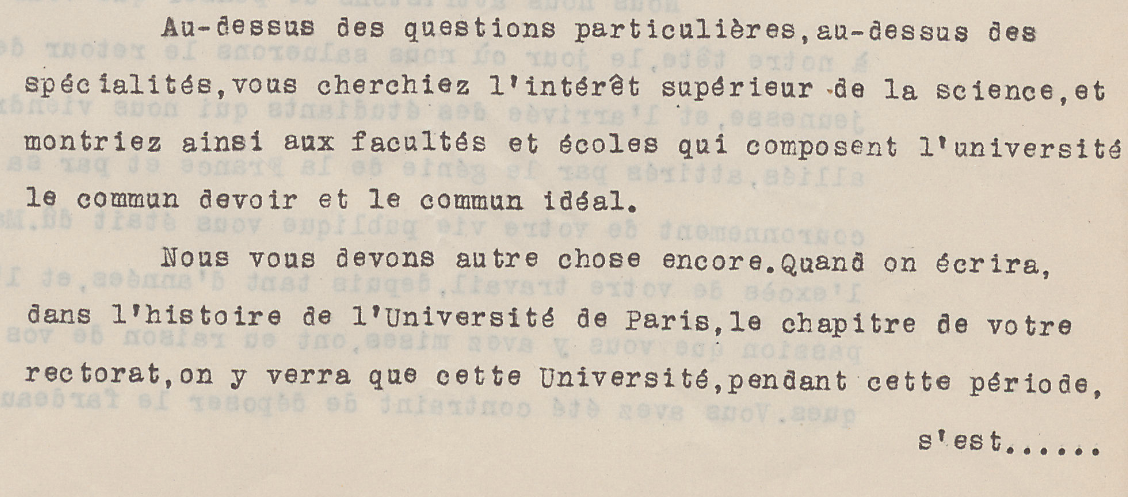 Au-dessus des questions particulières,au-dessus des
spécialités,vous cherchiez l'intérêt supérieur de la science,et
montriez ainsi aux facultés et écoles qui composent l'université
le commun devoir et le commun idéal.
Nous vous devons autre chose encore.Quand on écrira,
dans l'histoire de l'Université de Paris,le chapitre de votre
rectorat,on y verra que cette Université,pendant cette période,
s'est......